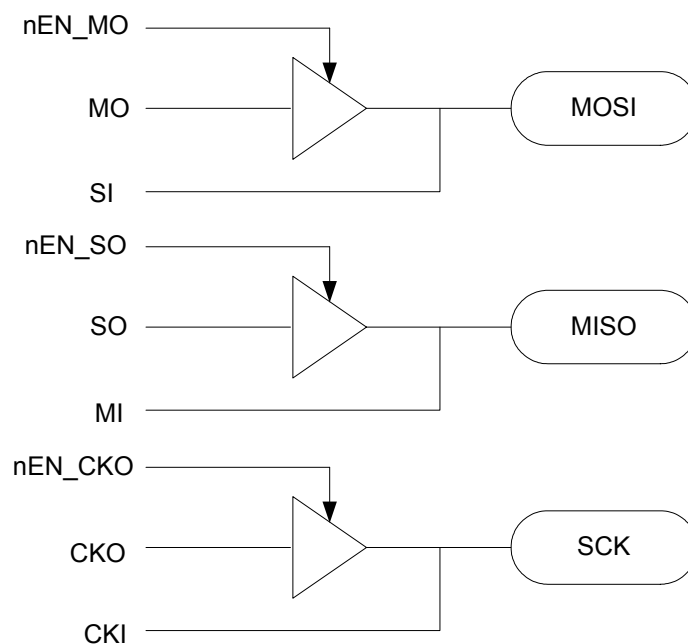 nEN_MO
MO
MOSI
SI
nEN_SO
SO
MISO
MI
nEN_CKO
CKO
SCK
CKI